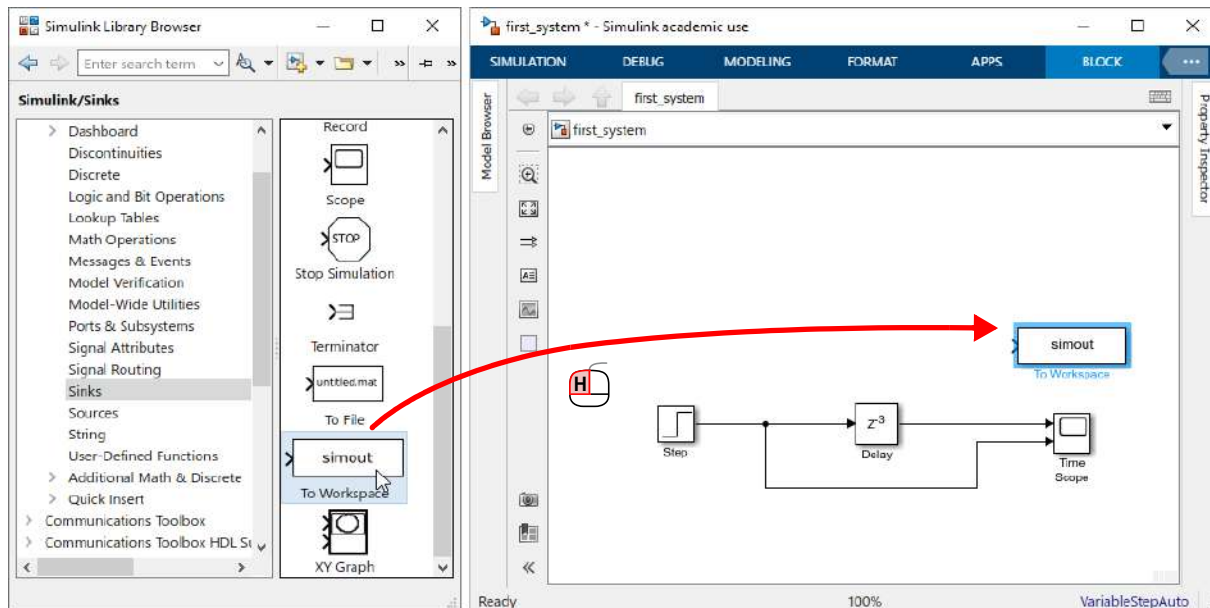 Simulink Library Browser
Enter search term
Simulink/Sinks
Dashboard
Discontinuities
Discrete
Logic and Bit Operations
Lookup Tables
Math Operations
Messages & Events
Model Verification
Model-Wide Utilities
Ports & Subsystems
Signal Attributes
Signal Routing
Sinks
Sources
String
User-Defined Functions
Additional Math & Discrete
Quick Insert
Communications Toolbox
Communications Toolbox HDL Su
Record
Scope
STOP
Stop Simulation
Terminator
untitled.mat
To File
simout
To Workspace
XY Graph
first_system * - Simulink academic use
SIMULATION DEBUG MODELING FORMAT APPS BLOCK
Model Browser
first_system
first_system
Property Inspector
simout
To Workspace
H
Step
Z-3
Delay
Time
Scope
Ready 100% VariableStepAuto